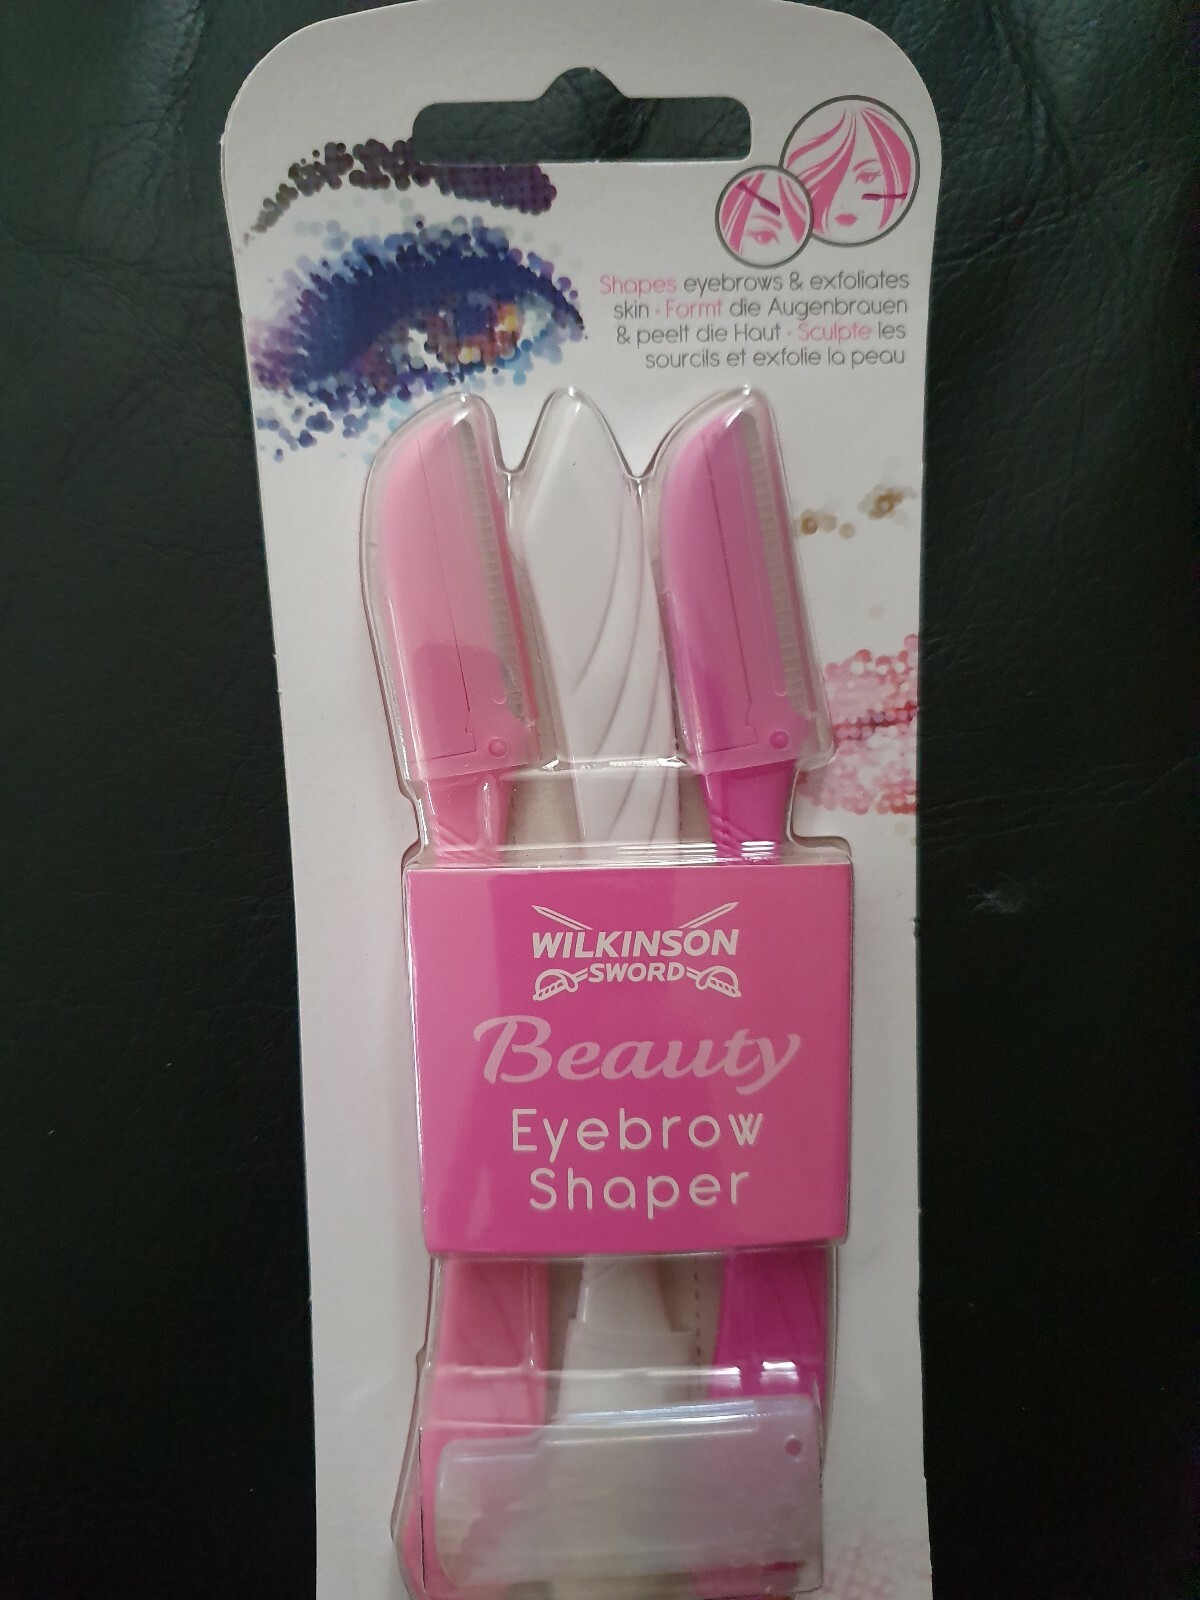 Shapes eyebrows & exfoliates
skin · Formt die Augenbrauen
& peelt die Haut · Sculpte les
sourcils et exfolie la peau
WILKINSON
SWORD
Beauty
Eyebrow
Shaper